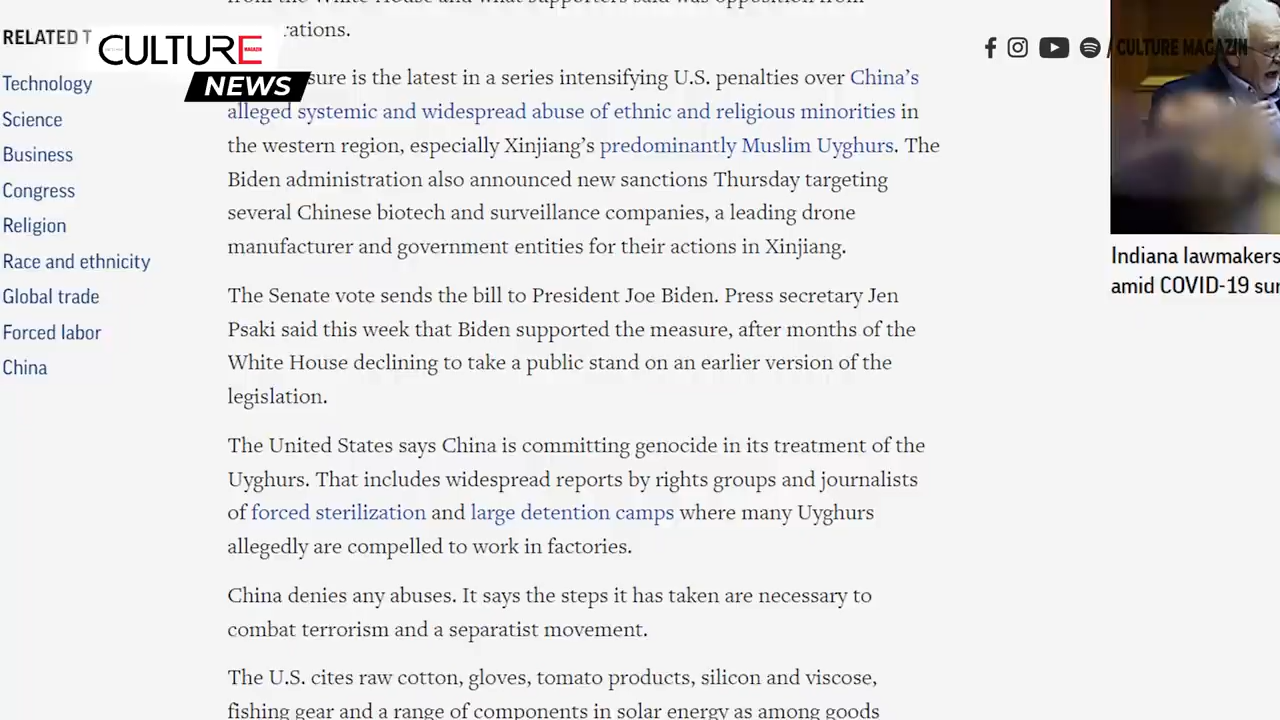 from the White House and what supporters said was opposition from
rations.
RELATED T
CULTURE
MAGAZIN
NEWS
/ CULTURE MAGAZIN
Technology
Science
Business
Congress
Religion
Race and ethnicity
Global trade
Forced labor
China
sure is the latest in a series intensifying U.S. penalties over China's
alleged systemic and widespread abuse of ethnic and religious minorities in
the western region, especially Xinjiang's predominantly Muslim Uyghurs. The
Biden administration also announced new sanctions Thursday targeting
several Chinese biotech and surveillance companies, a leading drone
manufacturer and government entities for their actions in Xinjiang.
The Senate vote sends the bill to President Joe Biden. Press secretary Jen
Psaki said this week that Biden supported the measure, after months of the
White House declining to take a public stand on an earlier version of the
legislation.
The United States says China is committing genocide in its treatment of the
Uyghurs. That includes widespread reports by rights groups and journalists
of forced sterilization and large detention camps where many Uyghurs
allegedly are compelled to work in factories.
China denies any abuses. It says the steps it has taken are necessary to
combat terrorism and a separatist movement.
The U.S. cites raw cotton, gloves, tomato products, silicon and viscose,
fishing gear and a range of components in solar energy as among goods
Indiana lawmakers
amid COVID-19 sur